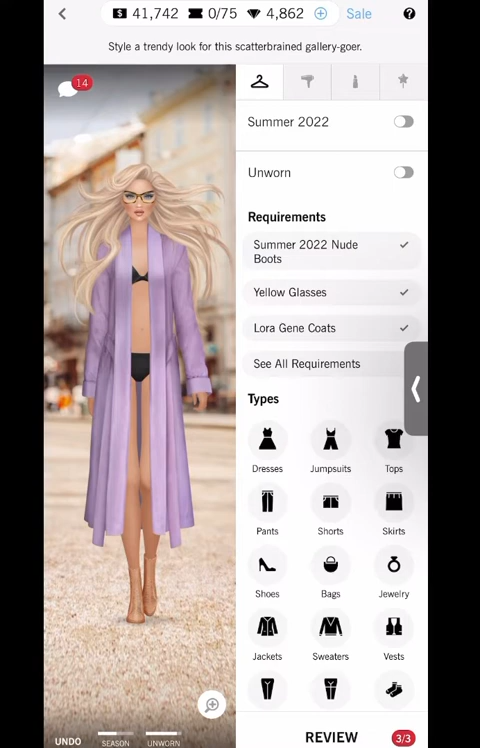 41,742 0/75 4,862 Sale
Style a trendy look for this scatterbrained gallery-goer.
14
Summer 2022
Unworn
Requirements
Summer 2022 Nude
Boots
Yellow Glasses
Lora Gene Coats
See All Requirements
Types
Dresses Jumpsuits Tops
Pants Shorts Skirts
Shoes Bags Jewelry
Jackets Sweaters Vests
UNDO SEASON UNWORN REVIEW 3/3